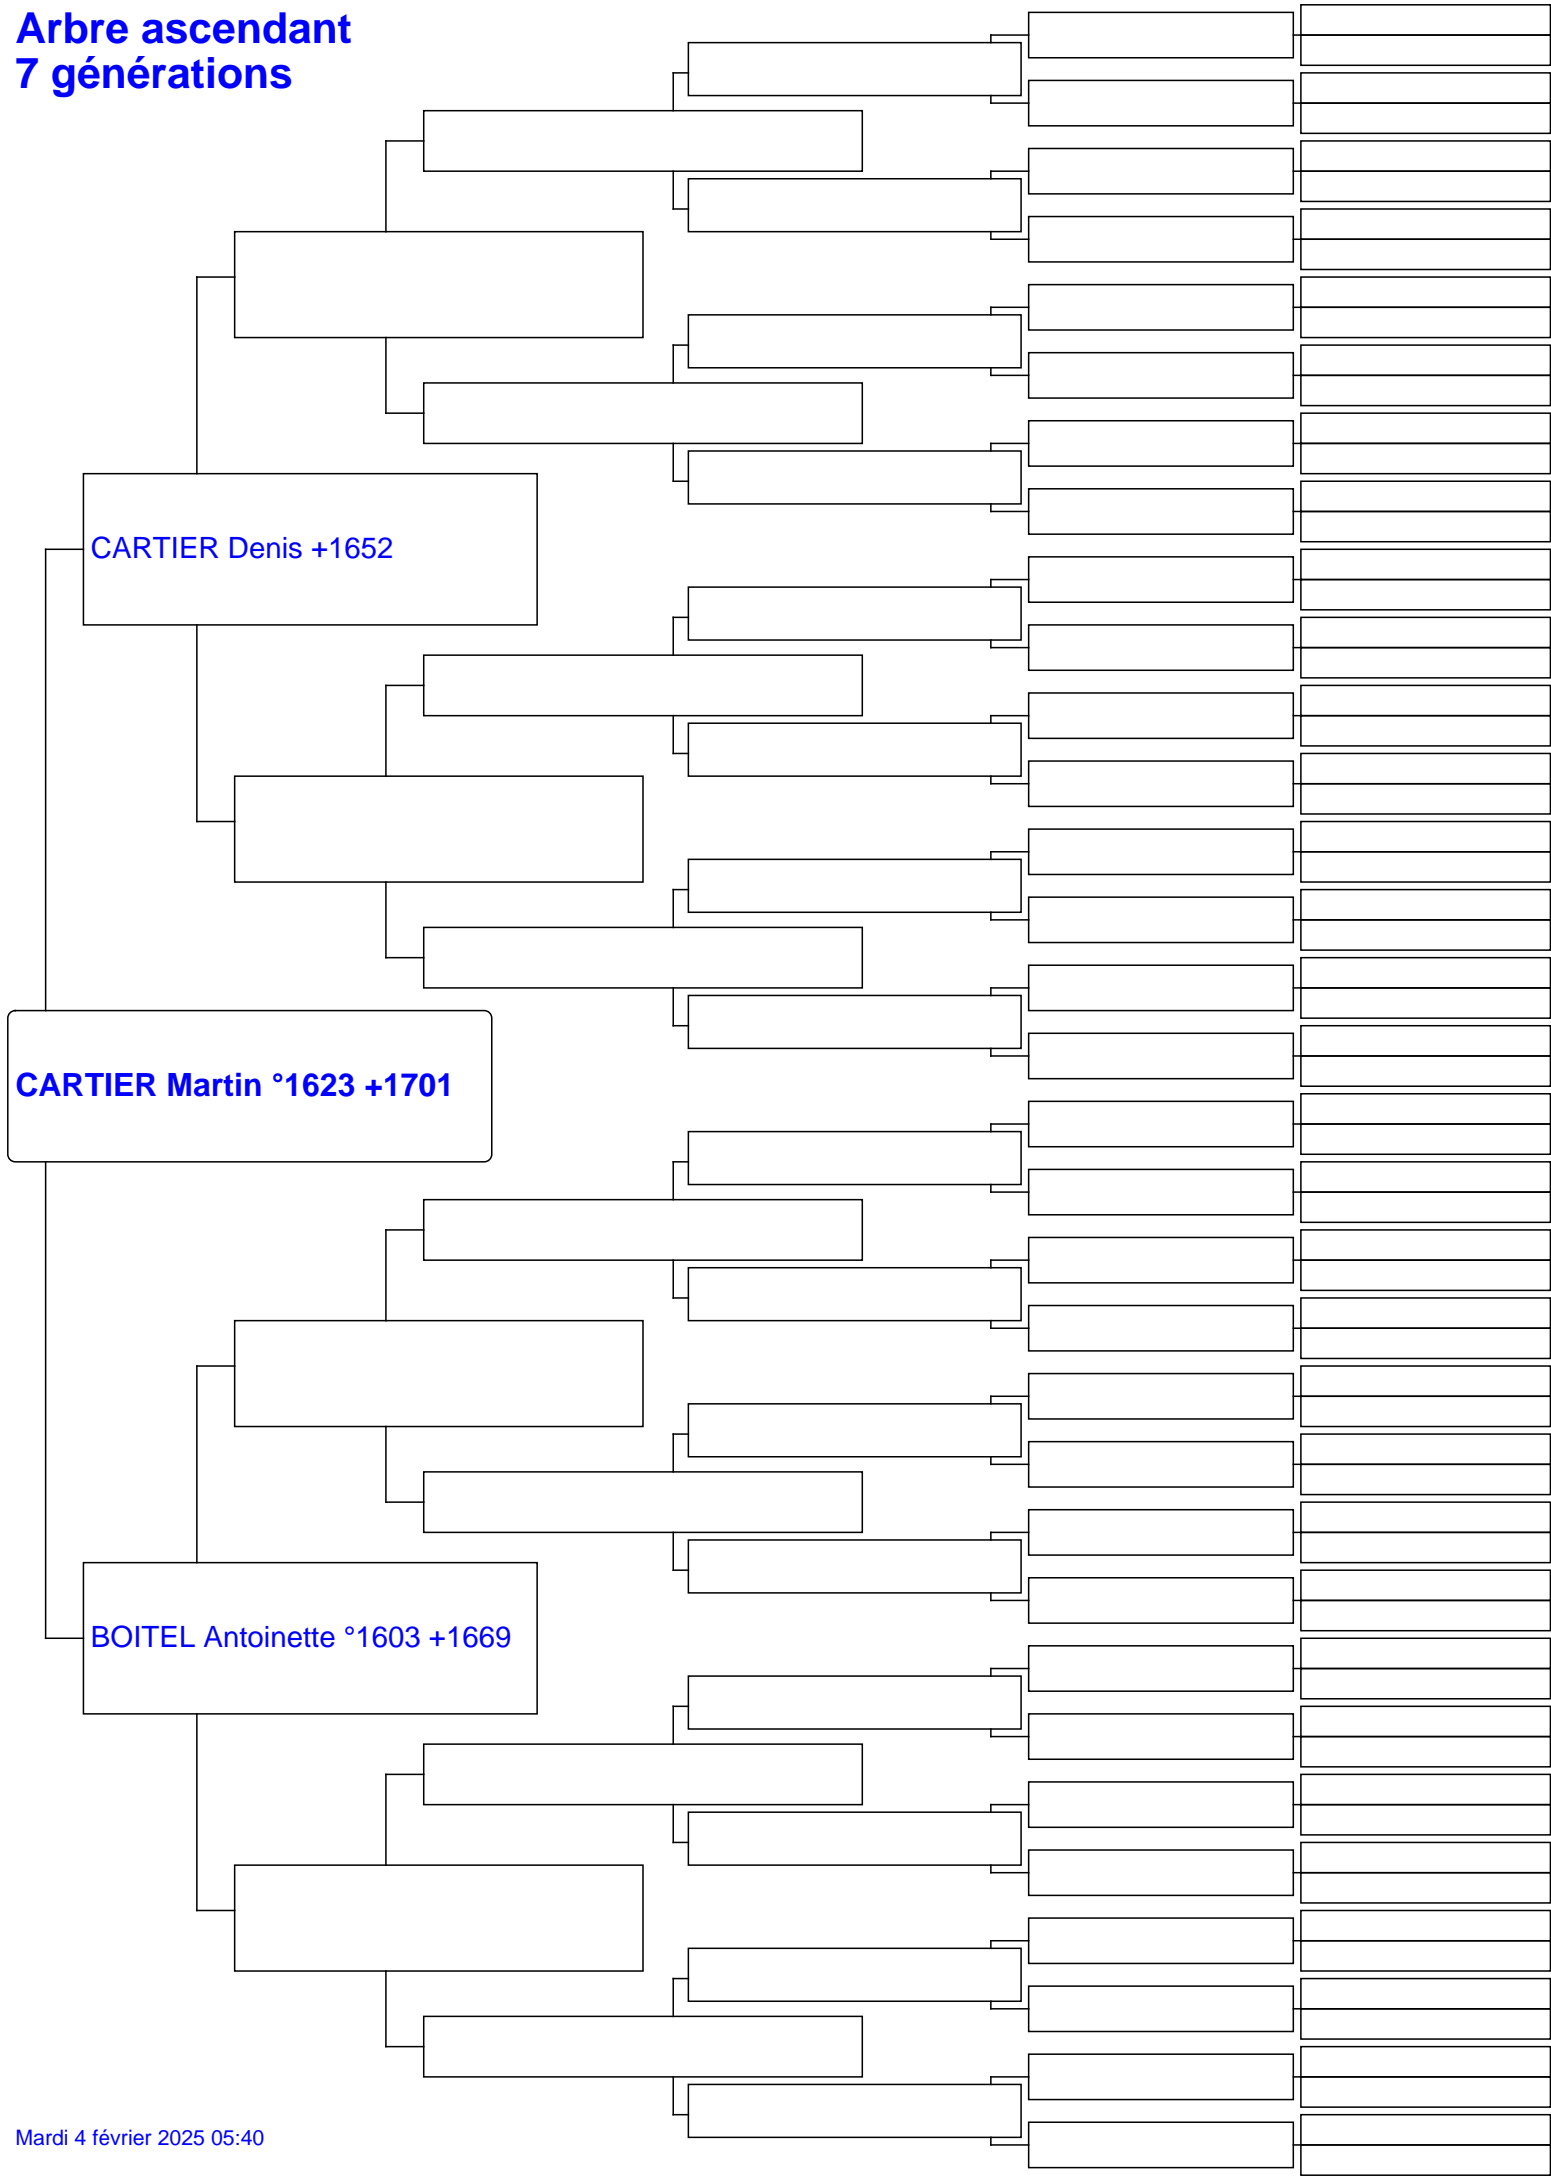 Arbre ascendant
7 générations
CARTIER Denis +1652
CARTIER Martin °1623 +1701
BOITEL Antoinette °1603 +1669
Mardi 4 février 2025 05:40